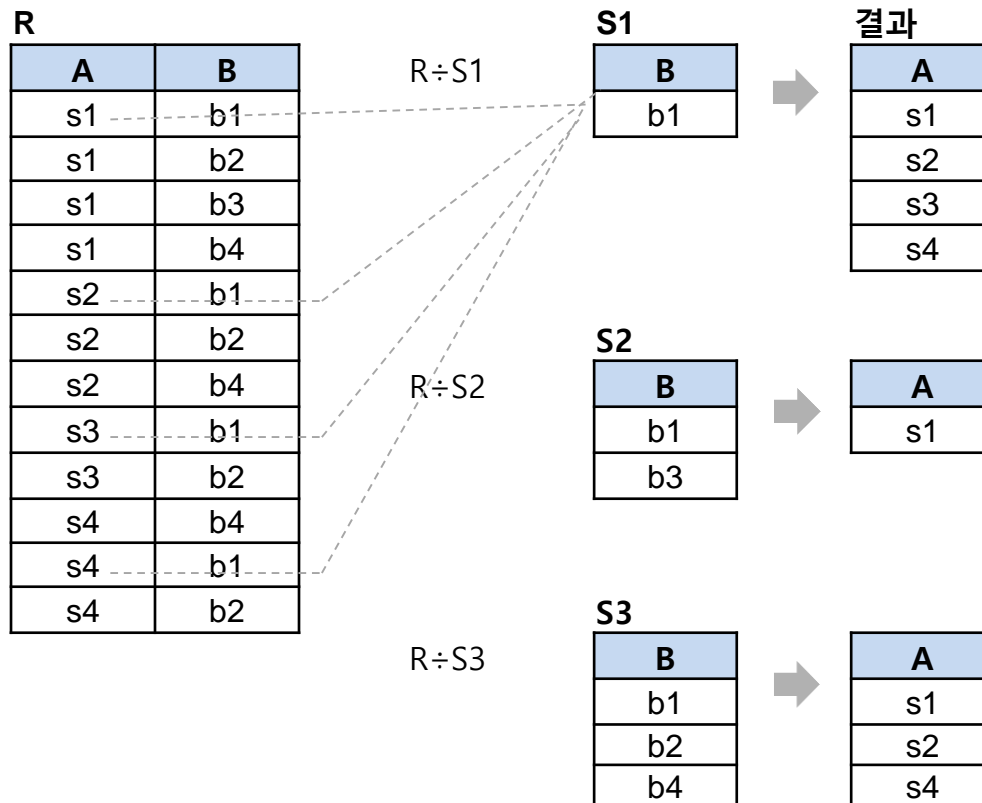 R
A B
s1 b1
s1 b2
s1 b3
s1 b4
s2 b1
s2 b2
s2 b4
s3 b1
s3 b2
s4 b4
s4 b1
s4 b2
R÷S1
S1
B
b1
결과
A
s1
s2
s3
s4
R÷S2
S2
B
b1
b3
A
s1
R÷S3
S3
B
b1
b2
b4
A
s1
s2
s4